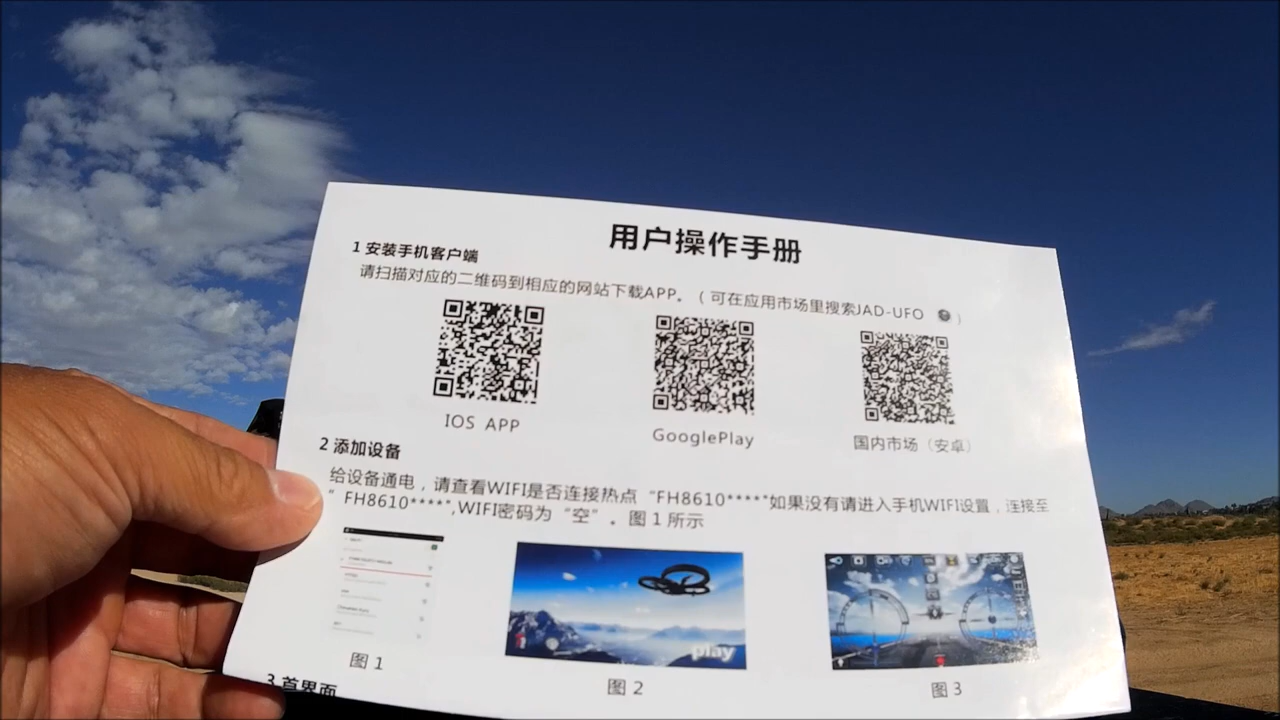 用户操作手册
1 安装手机客户端
请扫描对应的二维码到相应的网站下载APP。(可在应用市场里搜索JAD-UFO )
IOS APP
GooglePlay
国内市场(安卓)
2 添加设备
给设备通电,请查看WIFI是否连接热点“FH8610****"如果没有请进入手机WIFI设置,连接至
" FH8610****",WIFI密码为“空”。图1所示
play
图 1
图 2
图 3
3 首界面